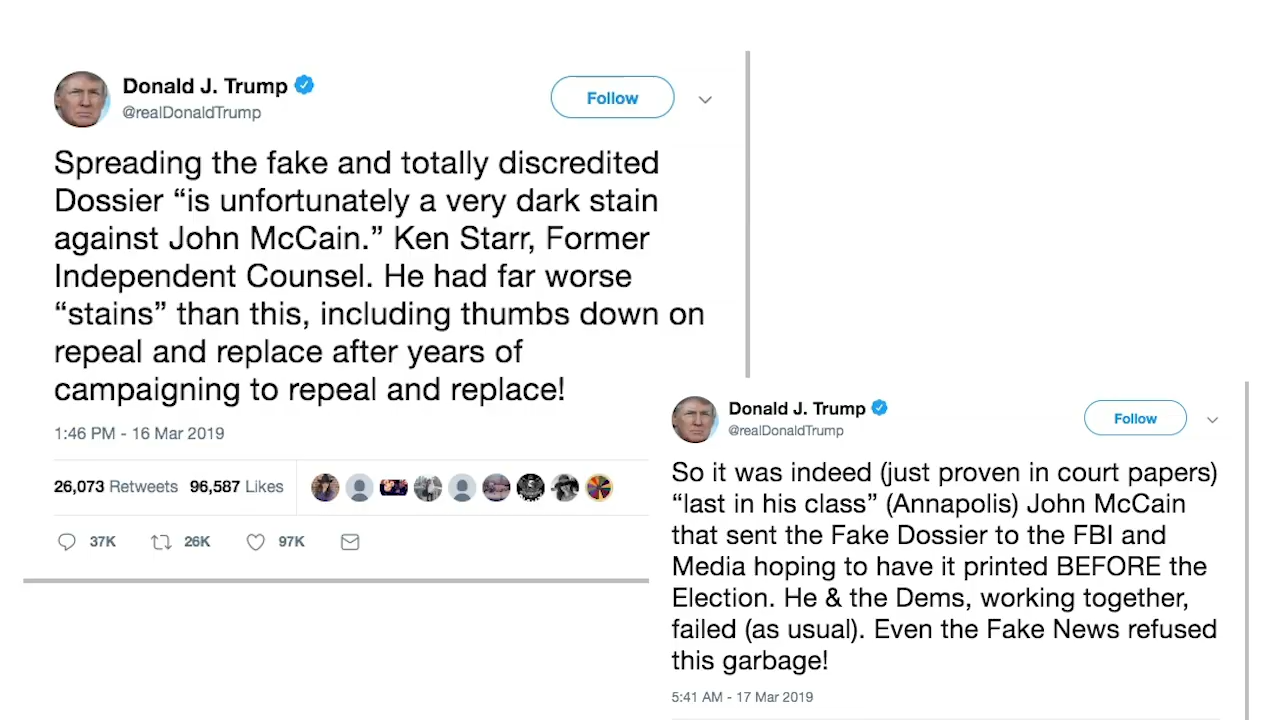 Donald J. Trump
@realDonaldTrump
Follow
Spreading the fake and totally discredited
Dossier “is unfortunately a very dark stain
against John McCain.” Ken Starr, Former
Independent Counsel. He had far worse
“stains” than this, including thumbs down on
repeal and replace after years of
campaigning to repeal and replace!
1:46 PM - 16 Mar 2019
26,073 Retweets 96,587 Likes
37K 26K 97K
Donald J. Trump
@realDonaldTrump
Follow
So it was indeed (just proven in court papers)
“last in his class” (Annapolis) John McCain
that sent the Fake Dossier to the FBI and
Media hoping to have it printed BEFORE the
Election. He & the Dems, working together,
failed (as usual). Even the Fake News refused
this garbage!
5:41 AM - 17 Mar 2019